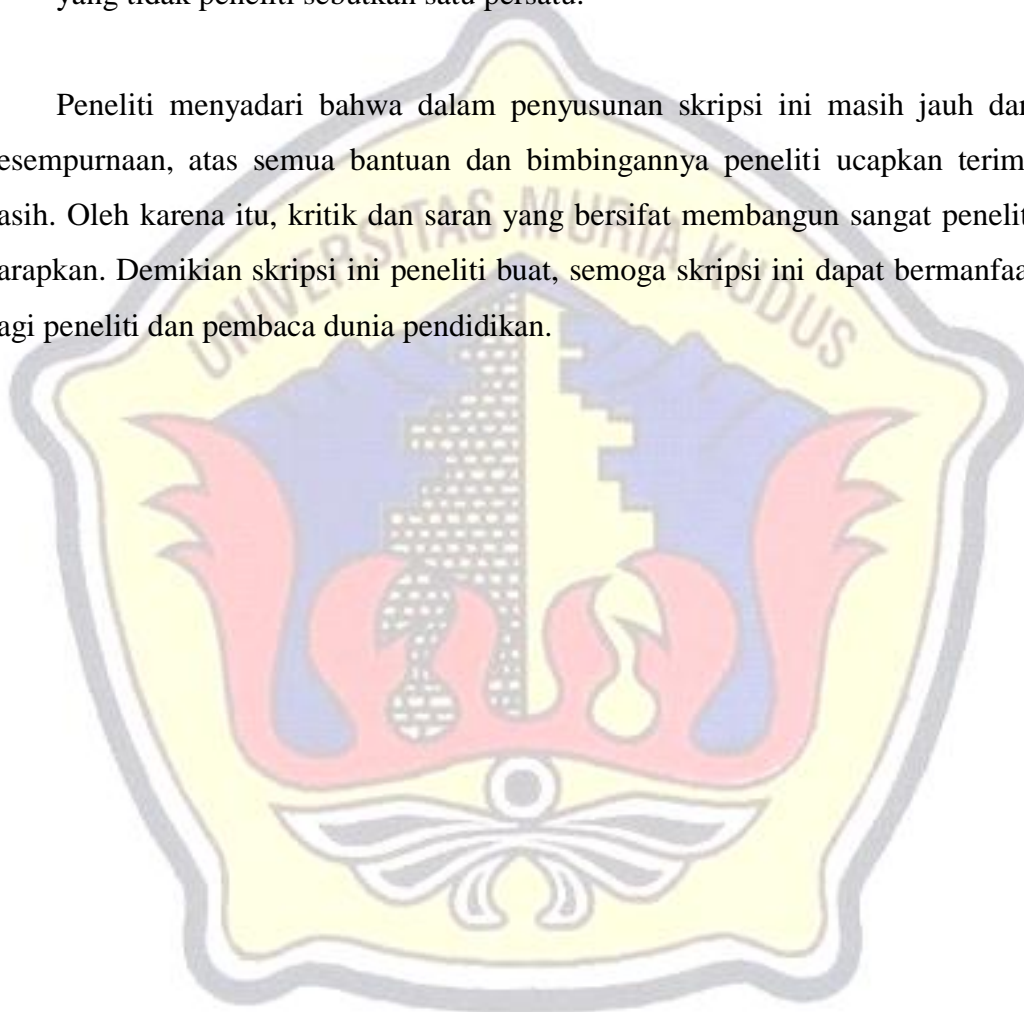 yang tidak peneliti sebutkan satu persatu.
Peneliti menyadari bahwa dalam penyusunan skripsi ini masih jauh dar
esempurnaan, atas semua bantuan dan bimbingannya peneliti ucapkan terim
asih. Oleh karena itu, kritik dan saran yang bersifat membangun sangat penelit
arapkan. Demikian skripsi ini peneliti buat, semoga skripsi ini dapat bermanfaa
agi peneliti dan pembaca dunia pendidikan.
UNIVERSITAS MURIA KUDUS